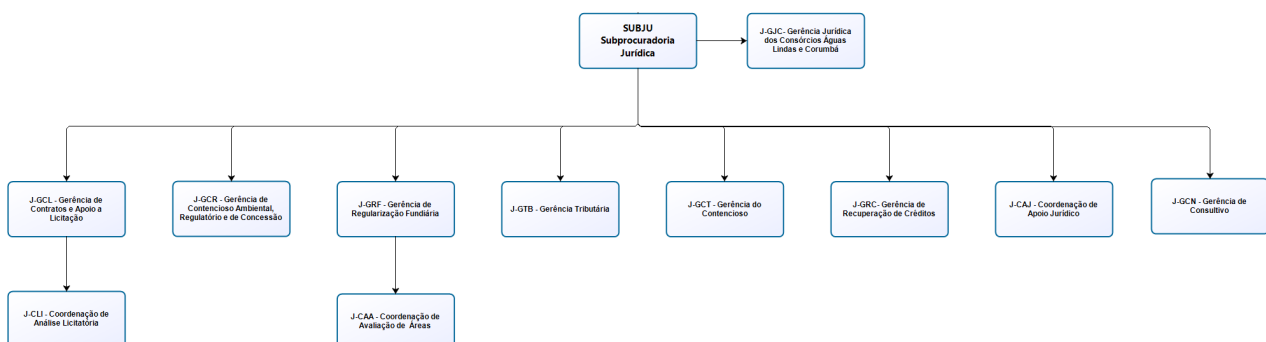 SUBJU
Subprocuradoria
Jurídica
J-GJC- Gerência Jurídica
dos Consórcios Águas
Lindas e Corumbá
J-GCL - Gerência de
Contratos e Apoio a
Licitação
J-GCR - Gerência de
Contencioso Ambiental,
Regulatório e de Concessão
J-GRF - Gerência de
Regularização Fundiária
J-GTB - Gerência Tributária
J-GCT - Gerência do
Contencioso
J-GRC- Gerência de
Recuperação de Créditos
J-CAJ - Coordenação de
Apoio Jurídico
J-GCN - Gerência de
Consultivo
J-CLI - Coordenação de
Análise Licitatória
J-CAA - Coordenação de
Avaliação de Áreas